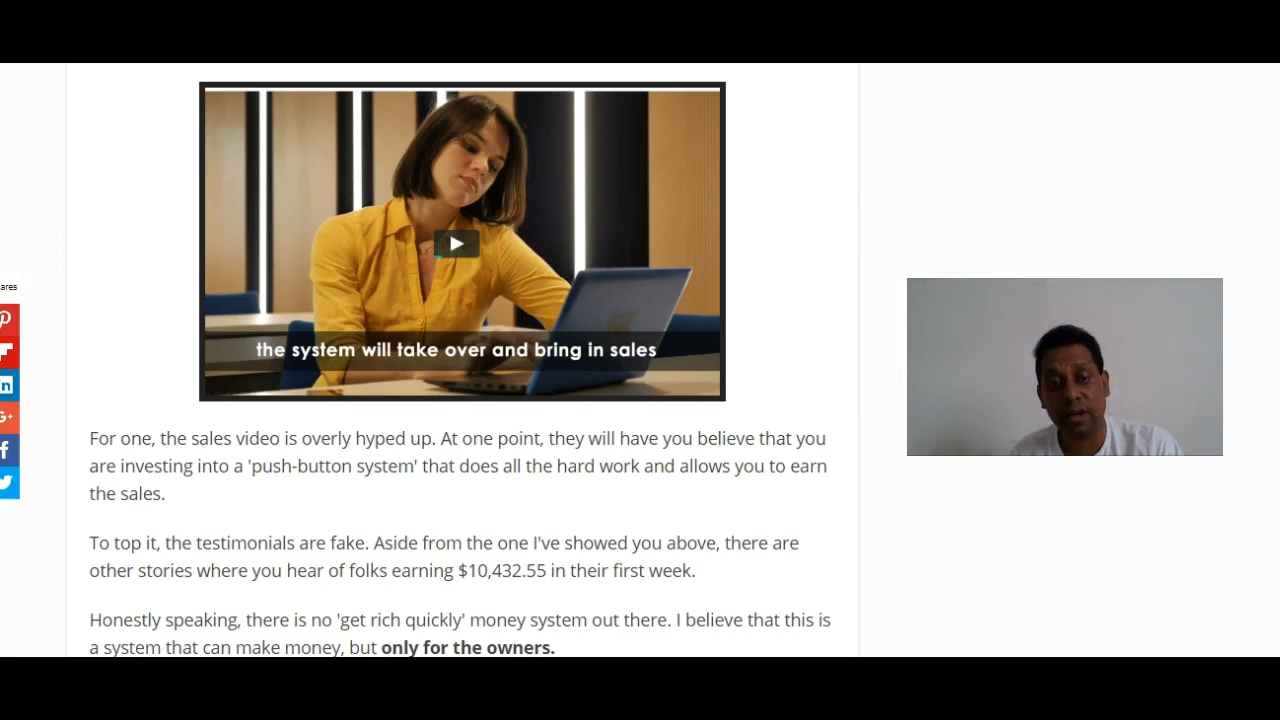 the system will take over and bring in sales
ares
For one, the sales video is overly hyped up. At one point, they will have you believe that you
are investing into a 'push-button system' that does all the hard work and allows you to earn
the sales.
To top it, the testimonials are fake. Aside from the one I've showed you above, there are
other stories where you hear of folks earning $10,432.55 in their first week.
Honestly speaking, there is no 'get rich quickly' money system out there. I believe that this is
a system that can make money, but only for the owners.